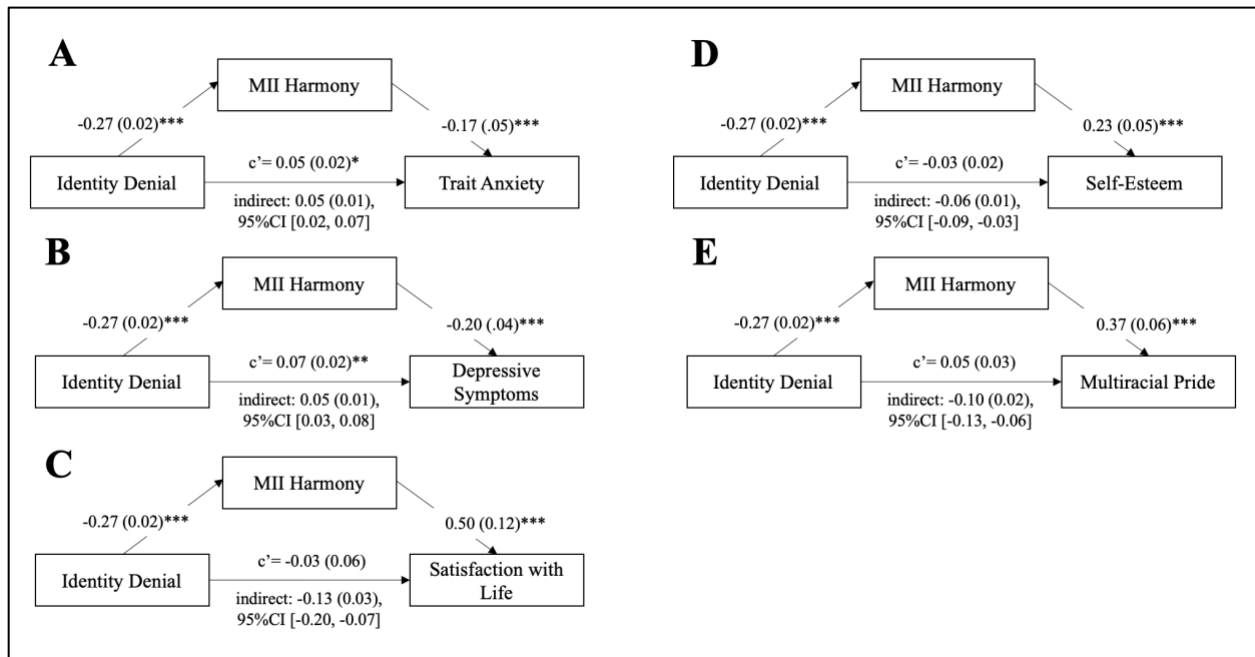 A
MII Harmony
-0.27 (0.02)***
-0.17 (.05)***
Identity Denial
c’= 0.05 (0.02)*
Trait Anxiety
indirect: 0.05 (0.01),
95%CI [0.02, 0.07]
B
MII Harmony
-0.27 (0.02)***
-0.20 (.04)***
Identity Denial
c’= 0.07 (0.02)**
Depressive
Symptoms
indirect: 0.05 (0.01),
95%CI [0.03, 0.08]
C
MII Harmony
-0.27 (0.02)***
0.50 (0.12)***
Identity Denial
c’= -0.03 (0.06)
Satisfaction with
Life
indirect: -0.13 (0.03),
95%CI [-0.20, -0.07]
D
MII Harmony
-0.27 (0.02)***
0.23 (0.05)***
Identity Denial
c’= -0.03 (0.02)
Self-Esteem
indirect: -0.06 (0.01),
95%CI [-0.09, -0.03]
E
MII Harmony
-0.27 (0.02)***
0.37 (0.06)***
Identity Denial
c’= 0.05 (0.03)
Multiracial Pride
indirect: -0.10 (0.02),
95%CI [-0.13, -0.06]